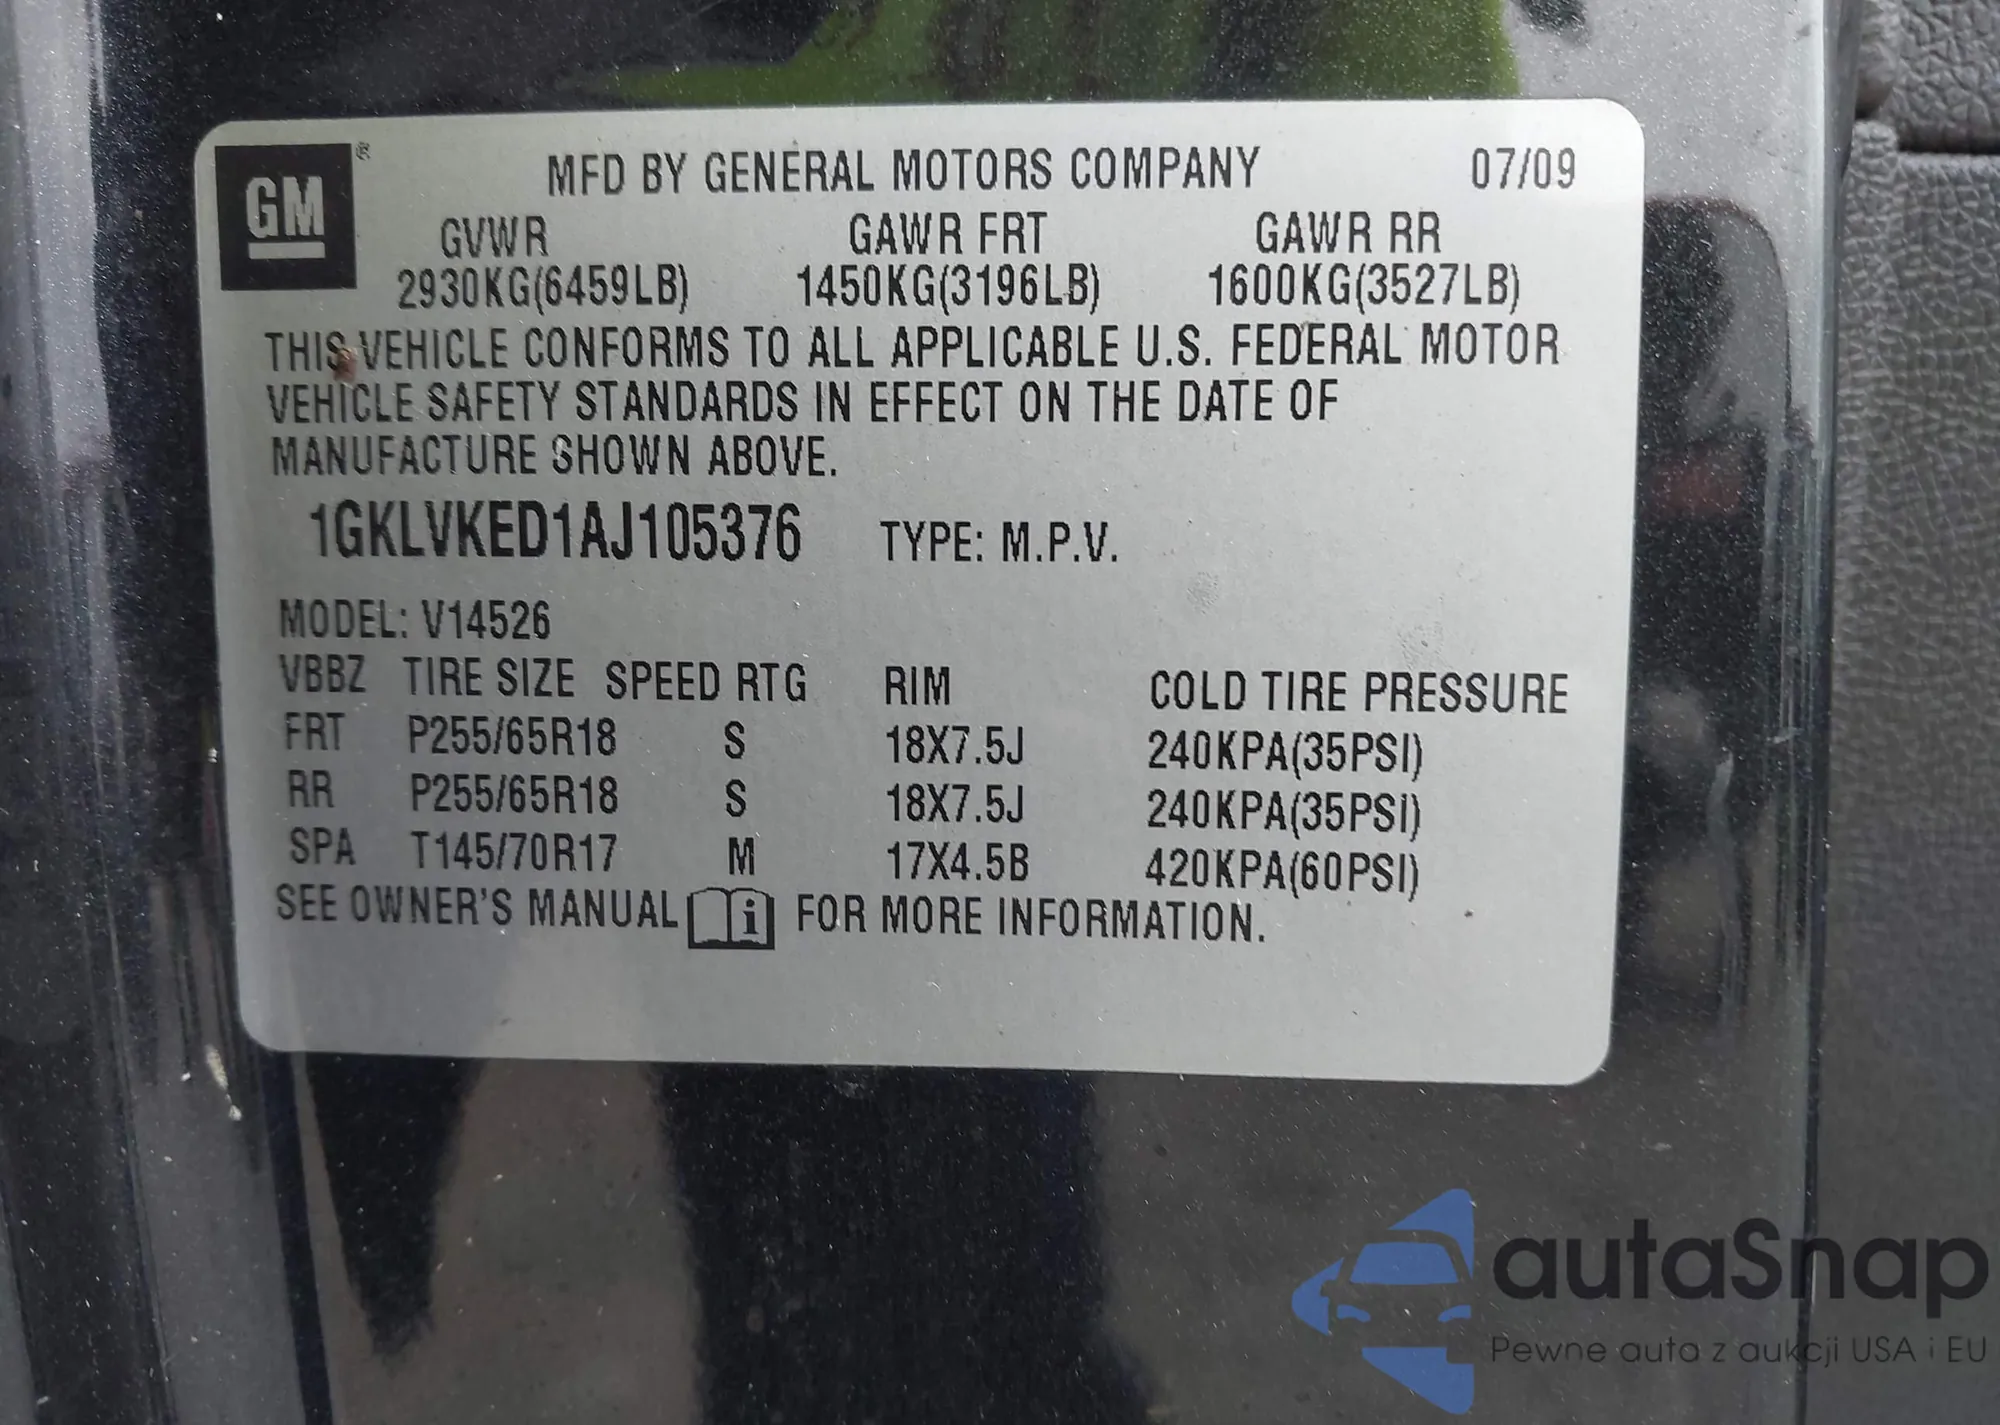 GM ® MFD BY GENERAL MOTORS COMPANY 07/09
GVWR GAWR FRT GAWR RR
2930KG(6459LB) 1450KG(3196LB) 1600KG(3527LB)
THIS VEHICLE CONFORMS TO ALL APPLICABLE U.S. FEDERAL MOTOR
VEHICLE SAFETY STANDARDS IN EFFECT ON THE DATE OF
MANUFACTURE SHOWN ABOVE.
1GKLVKED1AJ105376 TYPE: M.P.V.
MODEL: V14526
VBBZ TIRE SIZE SPEED RTG RIM COLD TIRE PRESSURE
FRT P255/65R18 S 18X7.5J 240KPA(35PSI)
RR P255/65R18 S 18X7.5J 240KPA(35PSI)
SPA T145/70R17 M 17X4.5B 420KPA(60PSI)
SEE OWNER'S MANUAL i FOR MORE INFORMATION.
autaSnap
Pewne auta z aukcji USA i EU